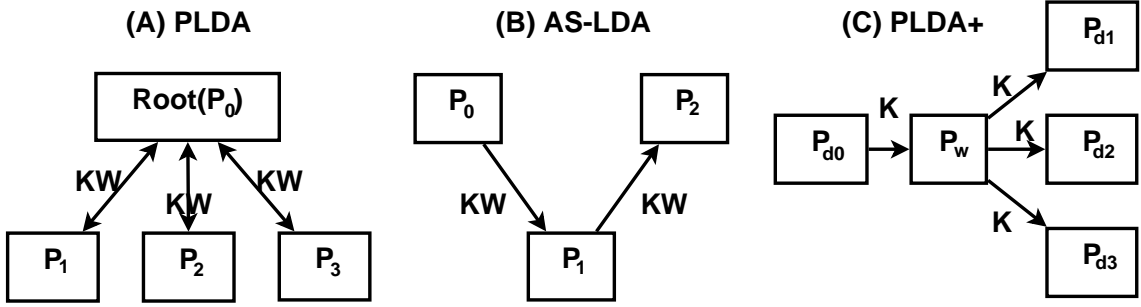 (A) PLDA
Root(P0)
KW
KW
KW
P1
P2
P3
(B) AS-LDA
P0
P2
KW
KW
P1
(C) PLDA+
Pd1
K
K
Pd0
Pw
K
Pd2
K
Pd3